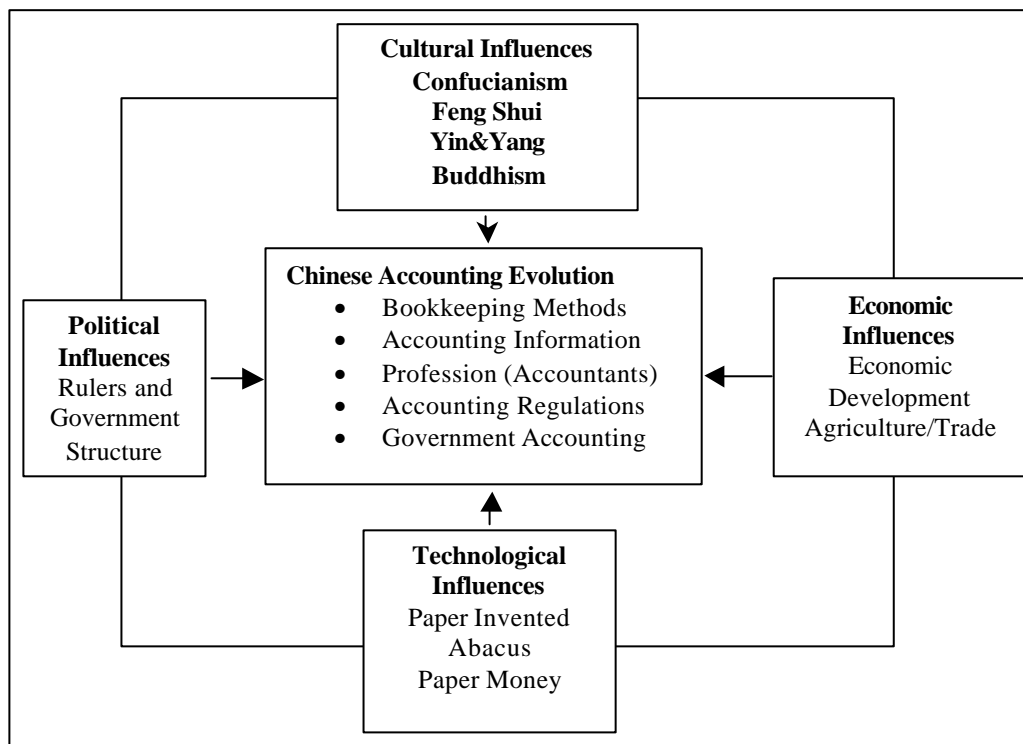 Cultural Influences
Confucianism
Feng Shui
Yin&Yang
Buddhism
Chinese Accounting Evolution
• Bookkeeping Methods
• Accounting Information
• Profession (Accountants)
• Accounting Regulations
• Government Accounting
Political
Influences
Rulers and
Government
Structure
Economic
Influences
Economic
Development
Agriculture/Trade
Technological
Influences
Paper Invented
Abacus
Paper Money